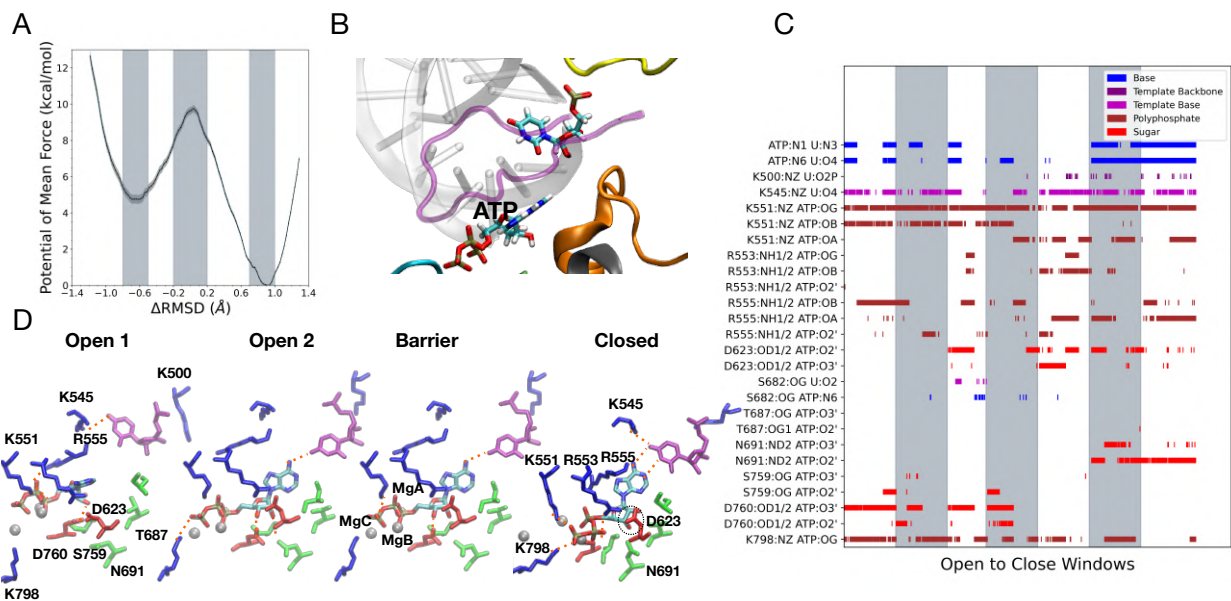 A
Potential of Mean Force (kcal/mol)
12
10
8
6
4
2
0
−1.4 −1.0 −0.6 −0.2 0.2 0.6 1.0 1.4
ΔRMSD (Å)
B
ATP
C
Base
Template Backbone
Template Base
Polyphosphate
Sugar
ATP:N1 U:N3
ATP:N6 U:O4
K500:NZ U:O2P
K545:NZ U:O4
K551:NZ ATP:OG
K551:NZ ATP:OB
K551:NZ ATP:OA
R553:NH1/2 ATP:OG
R553:NH1/2 ATP:OB
R553:NH1/2 ATP:O2'
R555:NH1/2 ATP:OB
R555:NH1/2 ATP:OA
R555:NH1/2 ATP:O2'
D623:OD1/2 ATP:O2'
D623:OD1/2 ATP:O3'
S682:OG U:O2
S682:OG ATP:N6
T687:OG ATP:O3'
T687:OG1 ATP:O2'
N691:ND2 ATP:O3'
N691:ND2 ATP:O2'
S759:OG ATP:O3'
S759:OG ATP:O2'
D760:OD1/2 ATP:O3'
D760:OD1/2 ATP:O2'
K798:NZ ATP:OG
Open to Close Windows
D
Open 1
K545
K500
K551
R555
D623
T687
D760 S759
N691
K798
Open 2
Barrier
MgA
MgC
MgB
Closed
K545
K551 R553 R555
D623
K798
N691